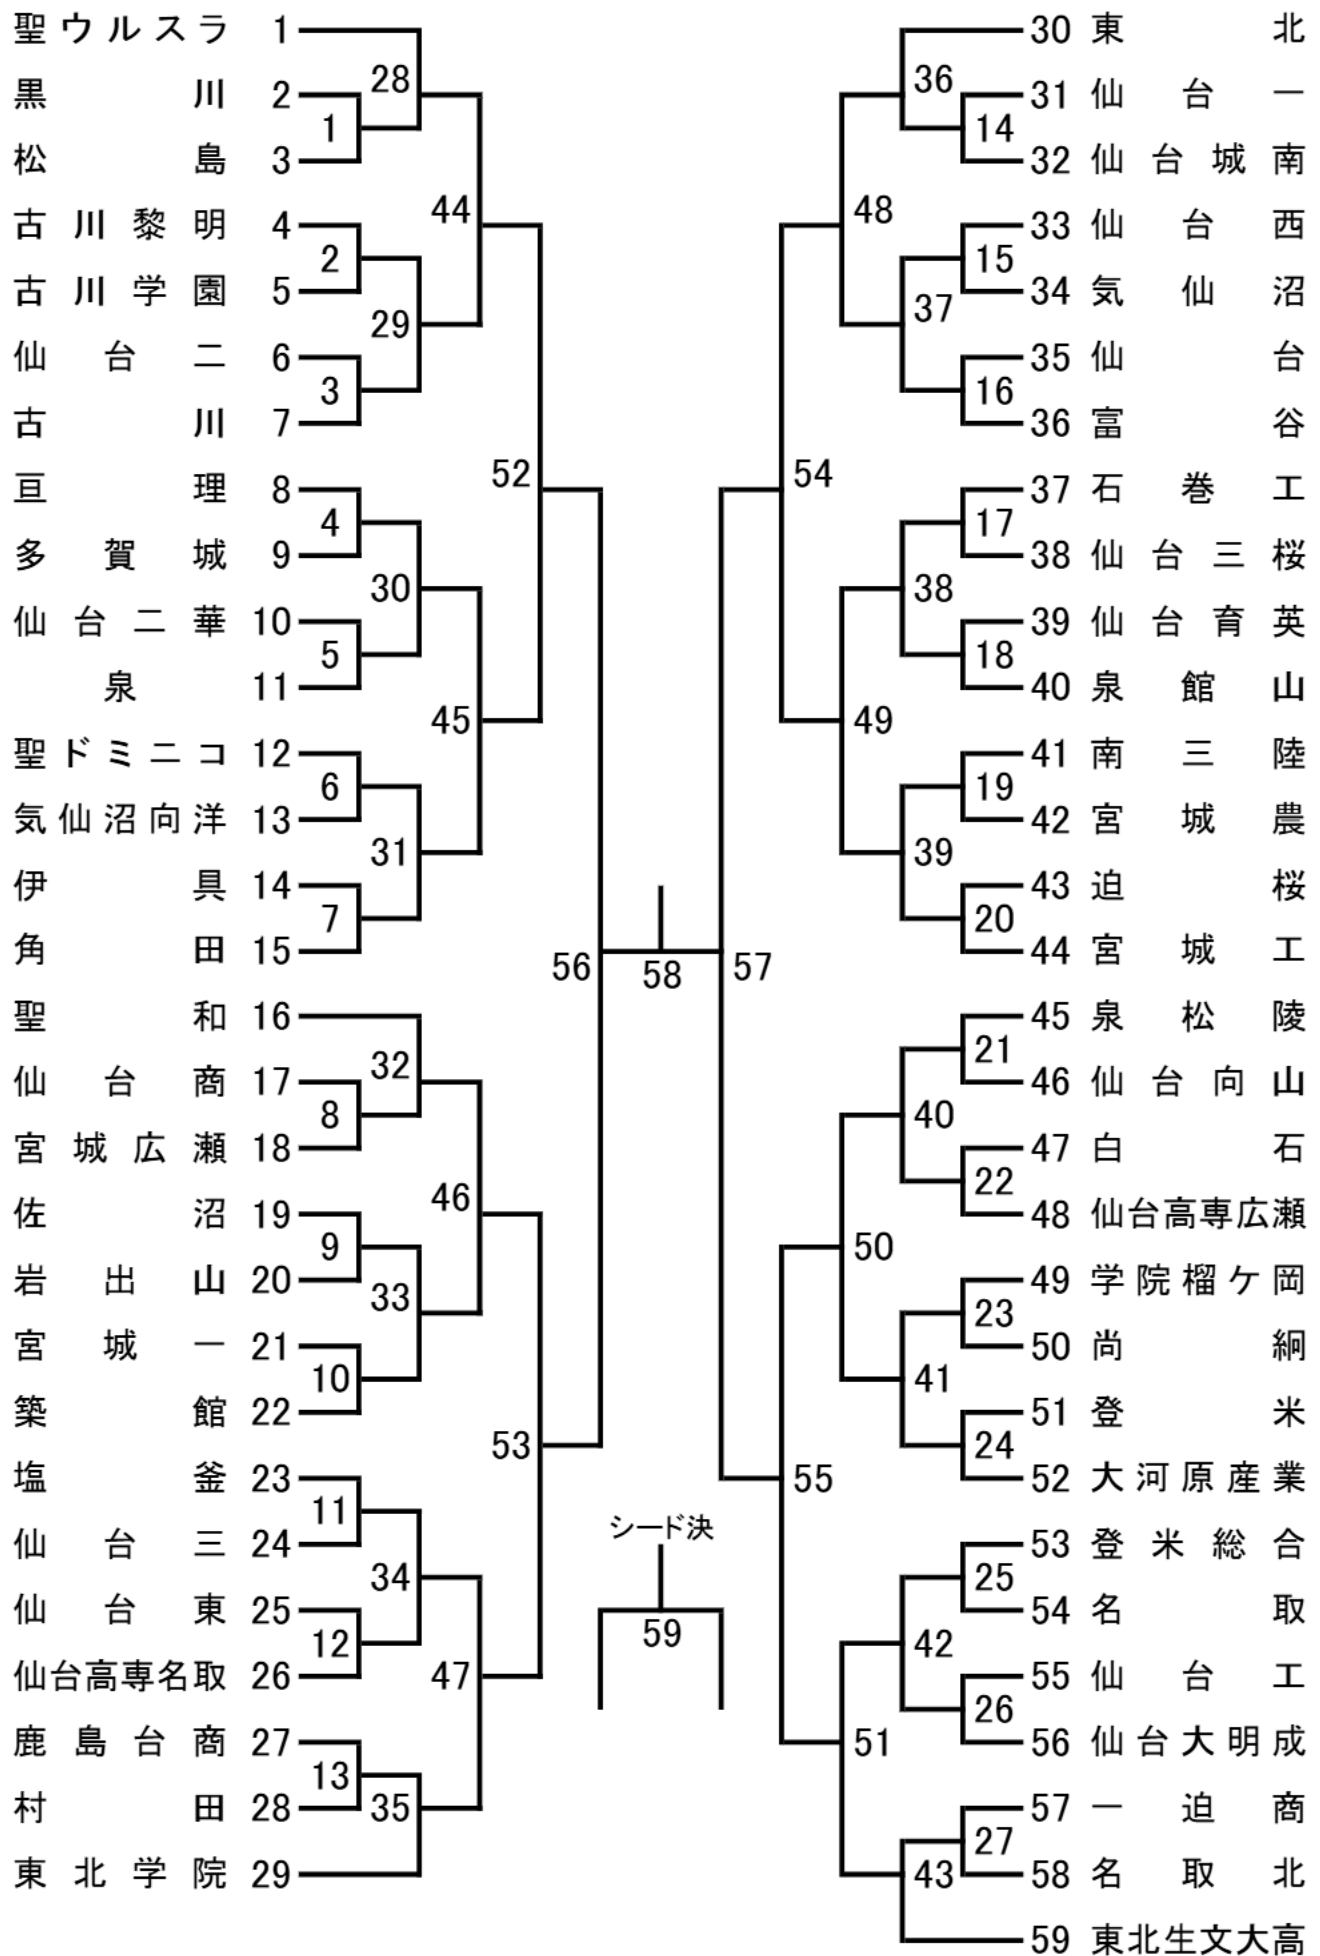 聖ウルスラ 1
黒川 2
松島 3
古川黎明 4
古川学園 5
仙台二 6
古川 7
亘理 8
多賀城 9
仙台二華 10
泉 11
聖ドミニコ 12
気仙沼向洋 13
伊具 14
角田 15
聖和 16
仙台商 17
宮城広瀬 18
佐沼 19
岩出山 20
宮城一 21
築館 22
塩釜 23
仙台三 24
仙台東 25
仙台高専名取 26
鹿島台商 27
村田 28
東北学院 29
1
2
3
4
5
6
7
8
9
10
11
12
13
28
29
30
31
32
33
34
35
44
45
46
47
52
53
56
58
57
シード決
59
54
55
48
49
50
51
36
37
38
39
40
41
42
43
14
15
16
17
18
19
20
21
22
23
24
25
26
27
30 東北
31 仙台一
32 仙台城南
33 仙台西
34 気仙沼
35 仙台
36 富谷
37 石巻工
38 仙台三桜
39 仙台育英
40 泉館山
41 南三陸
42 宮城農
43 迫桜
44 宮城工
45 泉松陵
46 仙台向山
47 白石
48 仙台高専広瀬
49 学院榴ケ岡
50 尚絅
51 登米
52 大河原産業
53 登米総合
54 名取
55 仙台工
56 仙台大明成
57 一迫商
58 名取北
59 東北生文大高